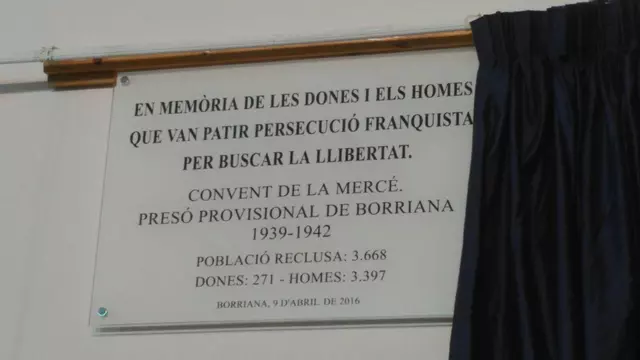 EN MEMÒRIA DE LES DONES I ELS HOMES
QUE VAN PATIR PERSECUCIÓ FRANQUISTA
PER BUSCAR LA LLIBERTAT.
CONVENT DE LA MERCÉ.
PRESÓ PROVISIONAL DE BORRIANA
1939-1942
POBLACIÓ RECLUSA: 3.668
DONES: 271 - HOMES: 3.397
BORRIANA, 9 D'ABRIL DE 2016